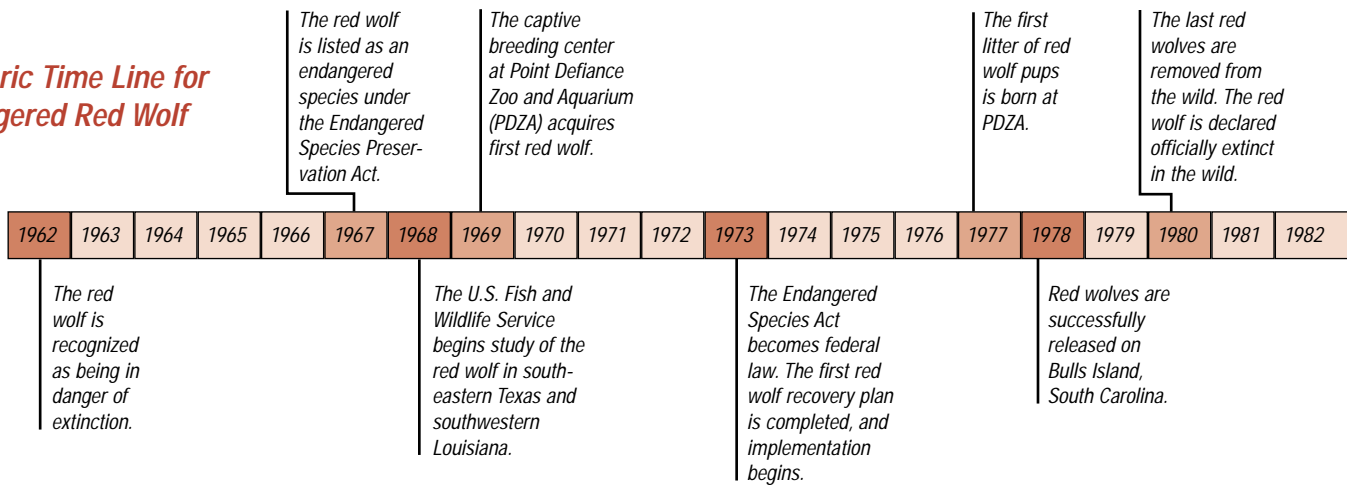 ric Time Line for
gered Red Wolf
The red wolf
is listed as an
endangered
species under
the Endangered
Species Preser-
vation Act.
The captive
breeding center
at Point Defiance
Zoo and Aquarium
(PDZA) acquires
first red wolf.
The first
litter of red
wolf pups
is born at
PDZA.
The last red
wolves are
removed from
the wild. The red
wolf is declared
officially extinct
in the wild.
1962 1963 1964 1965 1966 1967 1968 1969 1970 1971 1972 1973 1974 1975 1976 1977 1978 1979 1980 1981 1982
The red
wolf is
recognized
as being in
danger of
extinction.
The U.S. Fish and
Wildlife Service
begins study of the
red wolf in south-
eastern Texas and
southwestern
Louisiana.
The Endangered
Species Act
becomes federal
law. The first red
wolf recovery plan
is completed, and
implementation
begins.
Red wolves are
successfully
released on
Bulls Island,
South Carolina.